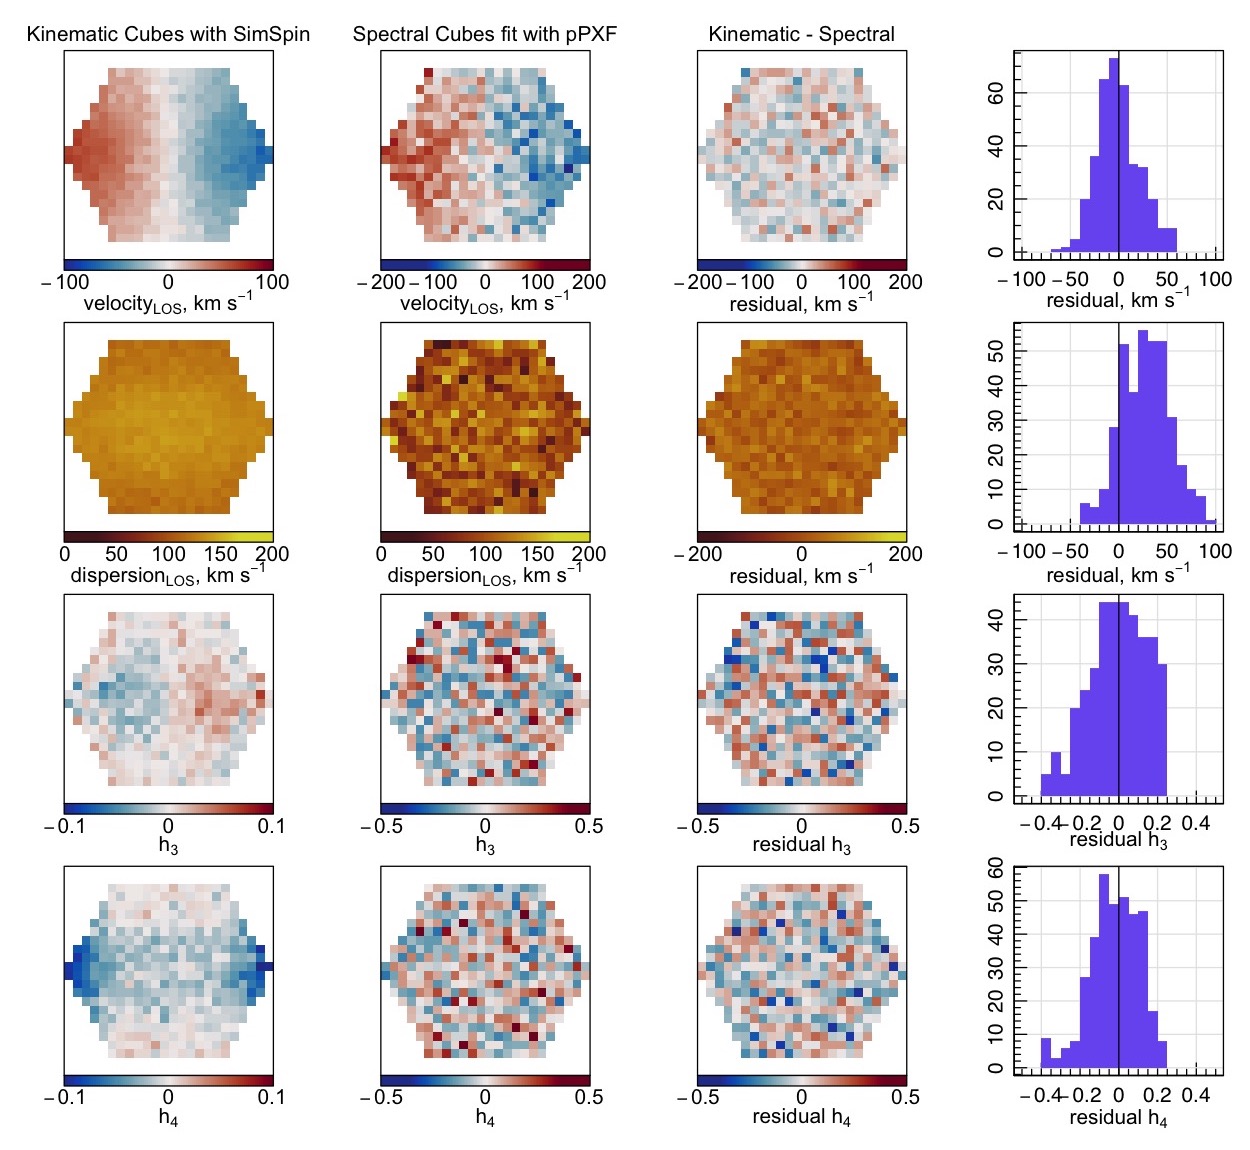 Kinematic Cubes with SimSpin Spectral Cubes fit with pPXF Kinematic - Spectral
0 20 40 60
−100 0 100 −200 −100 0 100 200 −200 −100 0 100 200 −100 −50 0 50 100
velocityLOS, km s−1 velocityLOS, km s−1 residual, km s−1 residual, km s−1
0 10 20 30 40 50
0 50 100 150 200 0 50 100 150 200 −200 0 200 −100 −50 0 50 100
dispersionLOS, km s−1 dispersionLOS, km s−1 residual, km s−1 residual, km s−1
0 10 20 30 40
−0.1 0 0.1 −0.5 0 0.5 −0.5 0 0.5 −0.4 −0.2 0 0.2 0.4
h3 h3 residual h3 residual h3
0 10 20 30 40 50 60
−0.1 0 0.1 −0.5 0 0.5 −0.5 0 0.5 −0.4 −0.2 0 0.2 0.4
h4 h4 residual h4 residual h4